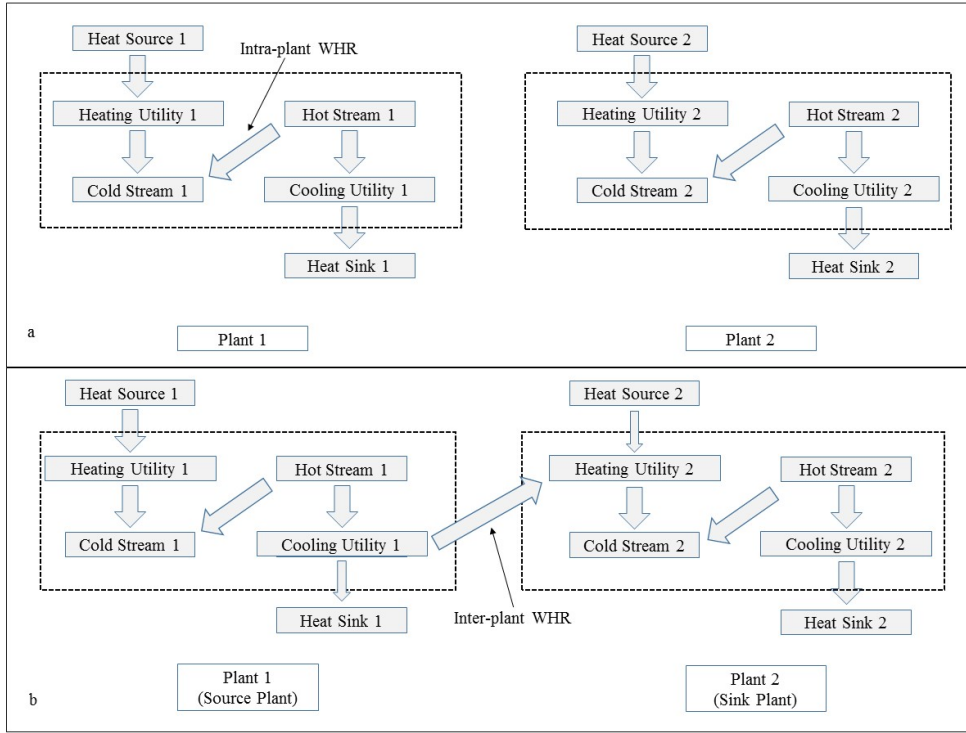 Heat Source 1
Heat Source 2
Intra-plant WHR
Heating Utility 1
Hot Stream 1
Heating Utility 2
Hot Stream 2
Cold Stream 1
Cooling Utility 1
Cold Stream 2
Cooling Utility 2
Heat Sink 1
Heat Sink 2
a
Plant 1
Plant 2
Heat Source 1
Heat Source 2
Heating Utility 1
Hot Stream 1
Heating Utility 2
Hot Stream 2
Cold Stream 1
Cooling Utility 1
Cold Stream 2
Cooling Utility 2
Heat Sink 1
Inter-plant WHR
Heat Sink 2
Plant 1
(Source Plant)
Plant 2
(Sink Plant)
b